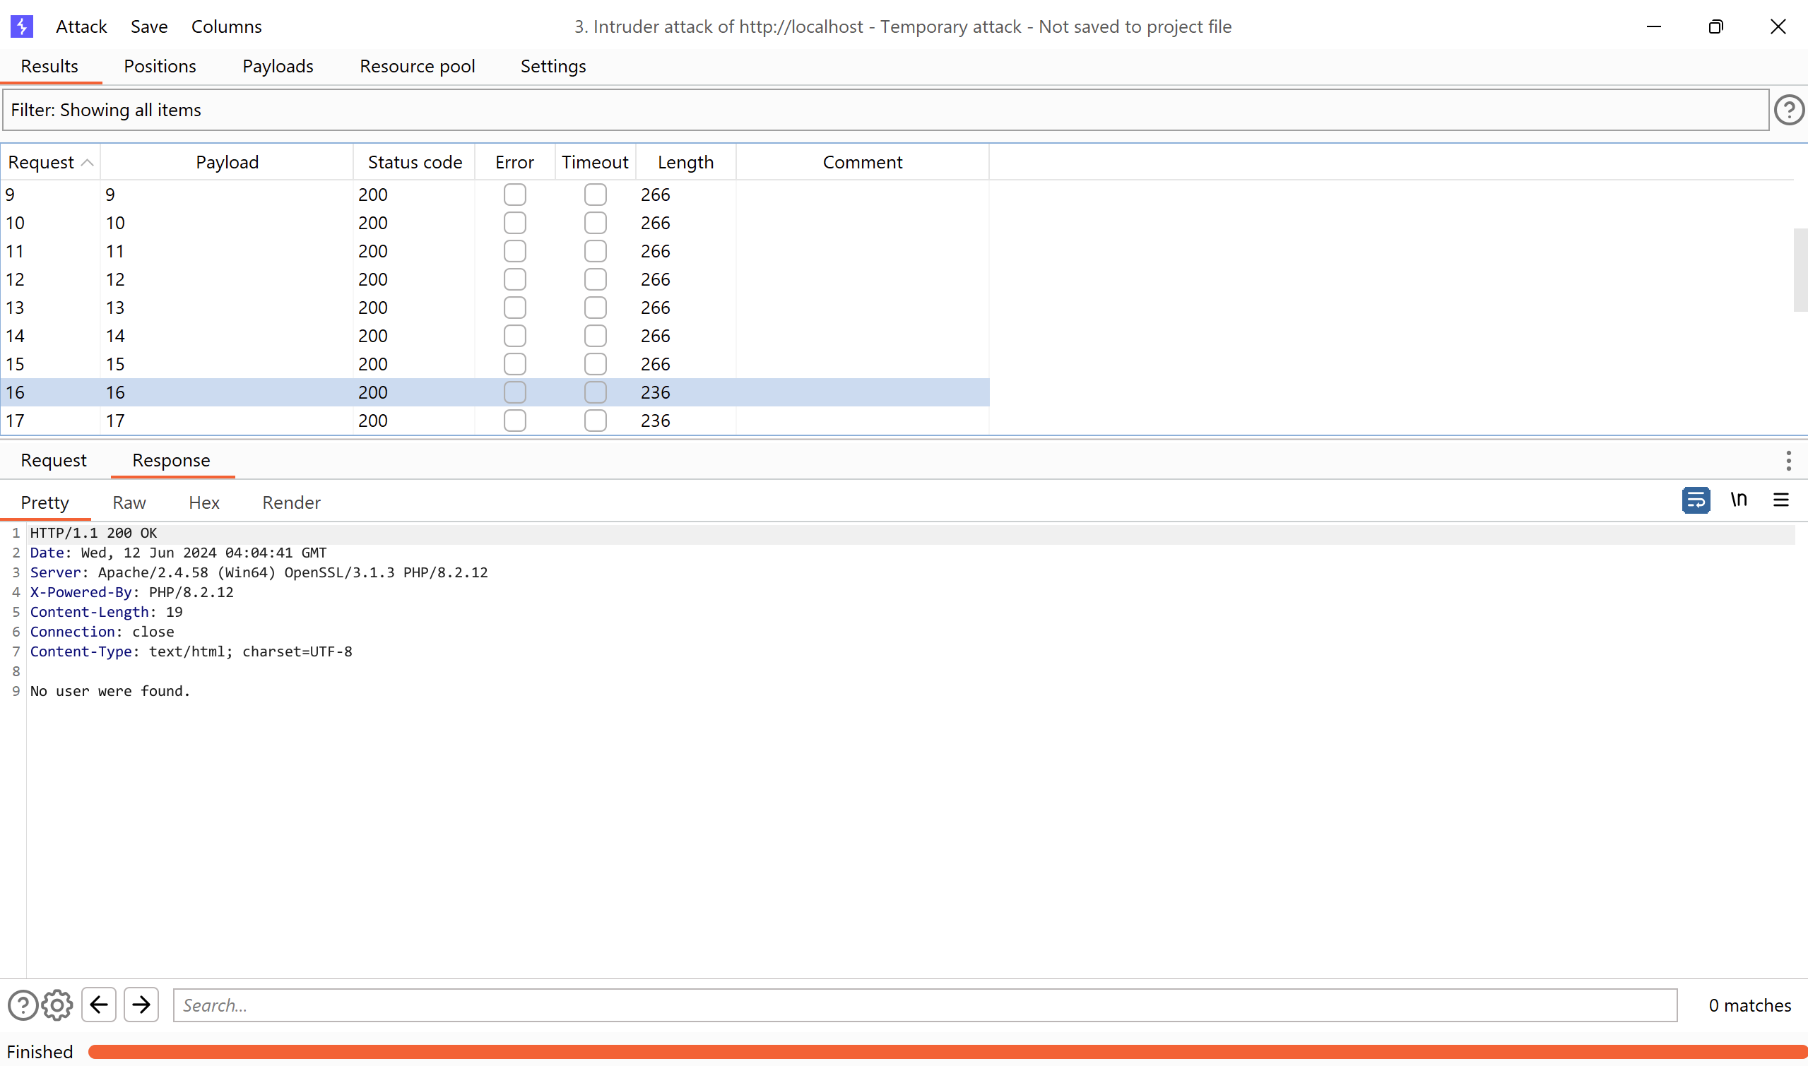 Attack Save Columns 3. Intruder attack of http://localhost - Temporary attack - Not saved to project file
Results Positions Payloads Resource pool Settings
Filter: Showing all items
Request Payload Status code Error Timeout Length Comment
9 9 200 266
10 10 200 266
11 11 200 266
12 12 200 266
13 13 200 266
14 14 200 266
15 15 200 266
16 16 200 236
17 17 200 236
Request Response
Pretty Raw Hex Render \n
1 HTTP/1.1 200 OK
2 Date: Wed, 12 Jun 2024 04:04:41 GMT
3 Server: Apache/2.4.58 (Win64) OpenSSL/3.1.3 PHP/8.2.12
4 X-Powered-By: PHP/8.2.12
5 Content-Length: 19
6 Connection: close
7 Content-Type: text/html; charset=UTF-8
8
9 No user were found.
Search... 0 matches
Finished